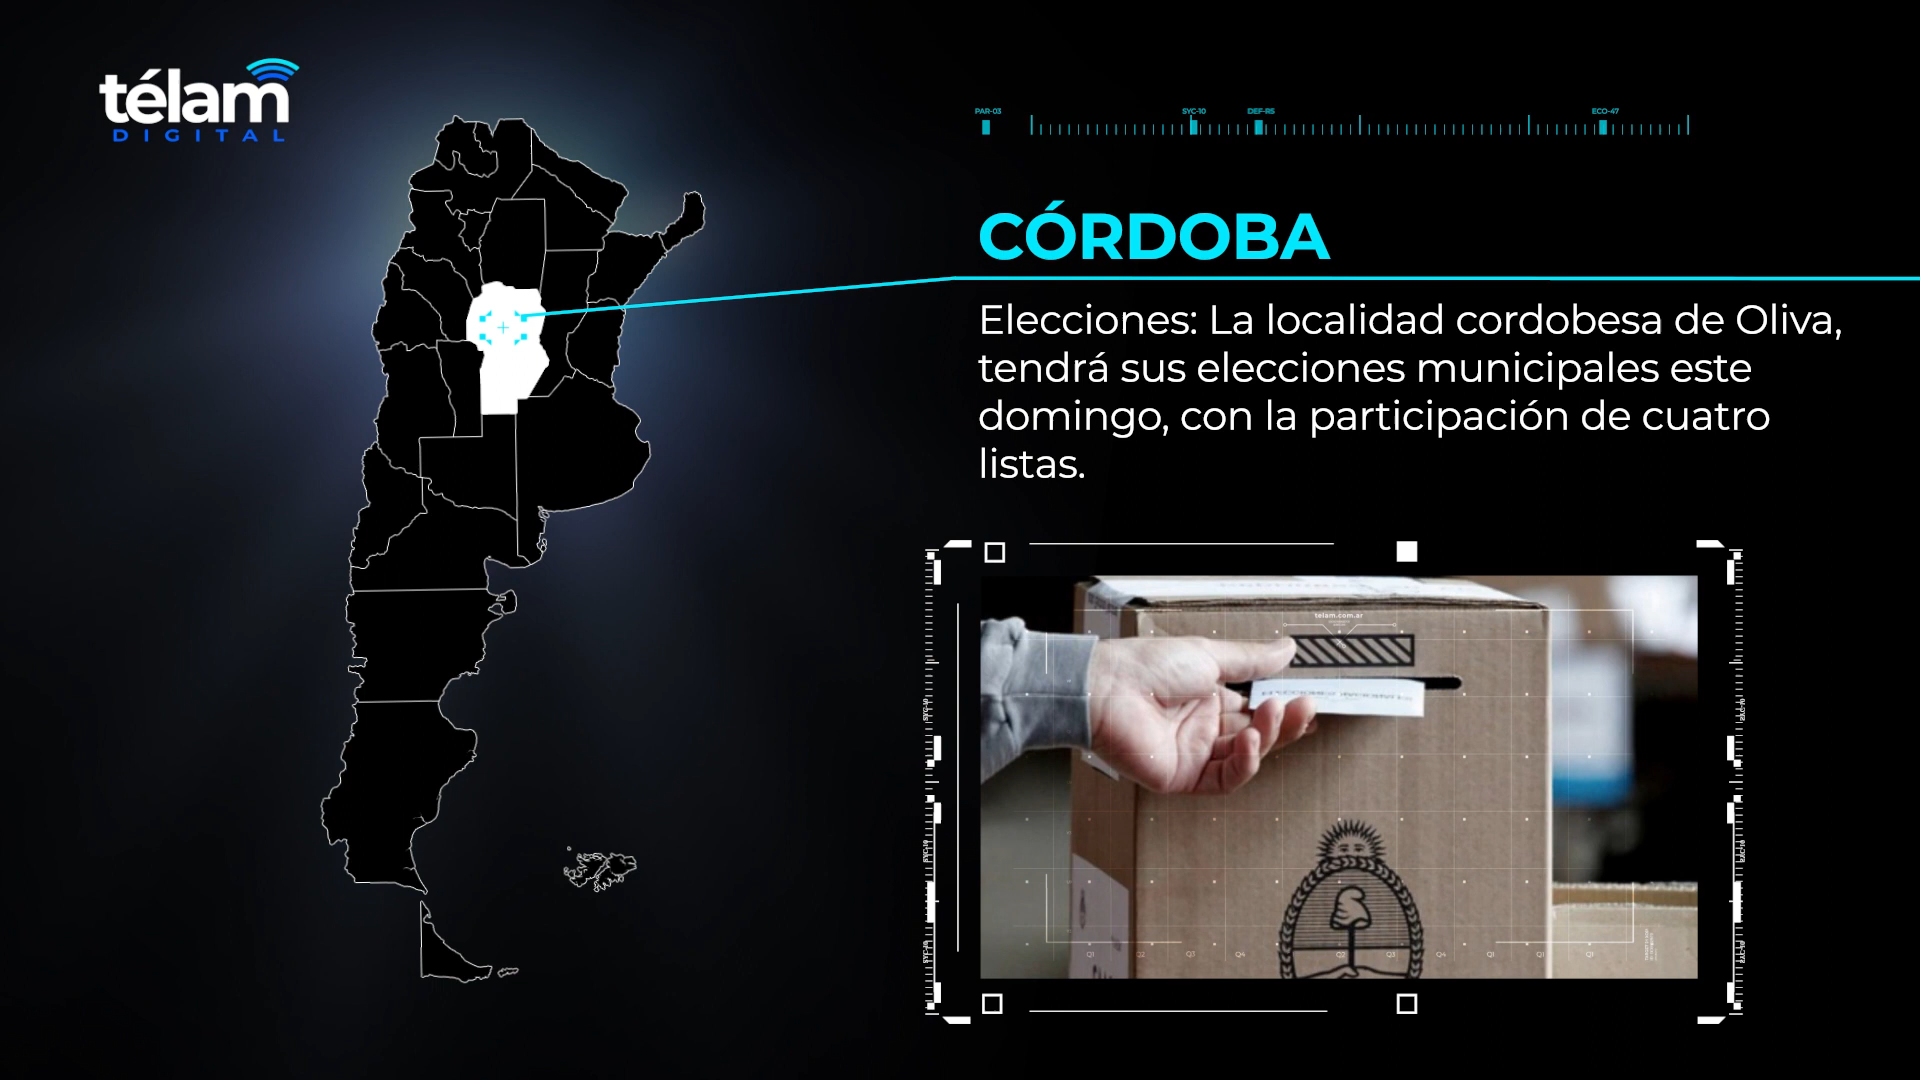 télam
DIGITAL
PAR-03
SYC-10
DEF-R5
ECO-47
CÓRDOBA
Elecciones: La localidad cordobesa de Oliva,
tendrá sus elecciones municipales este
domingo, con la participación de cuatro
listas.
telam.com.ar